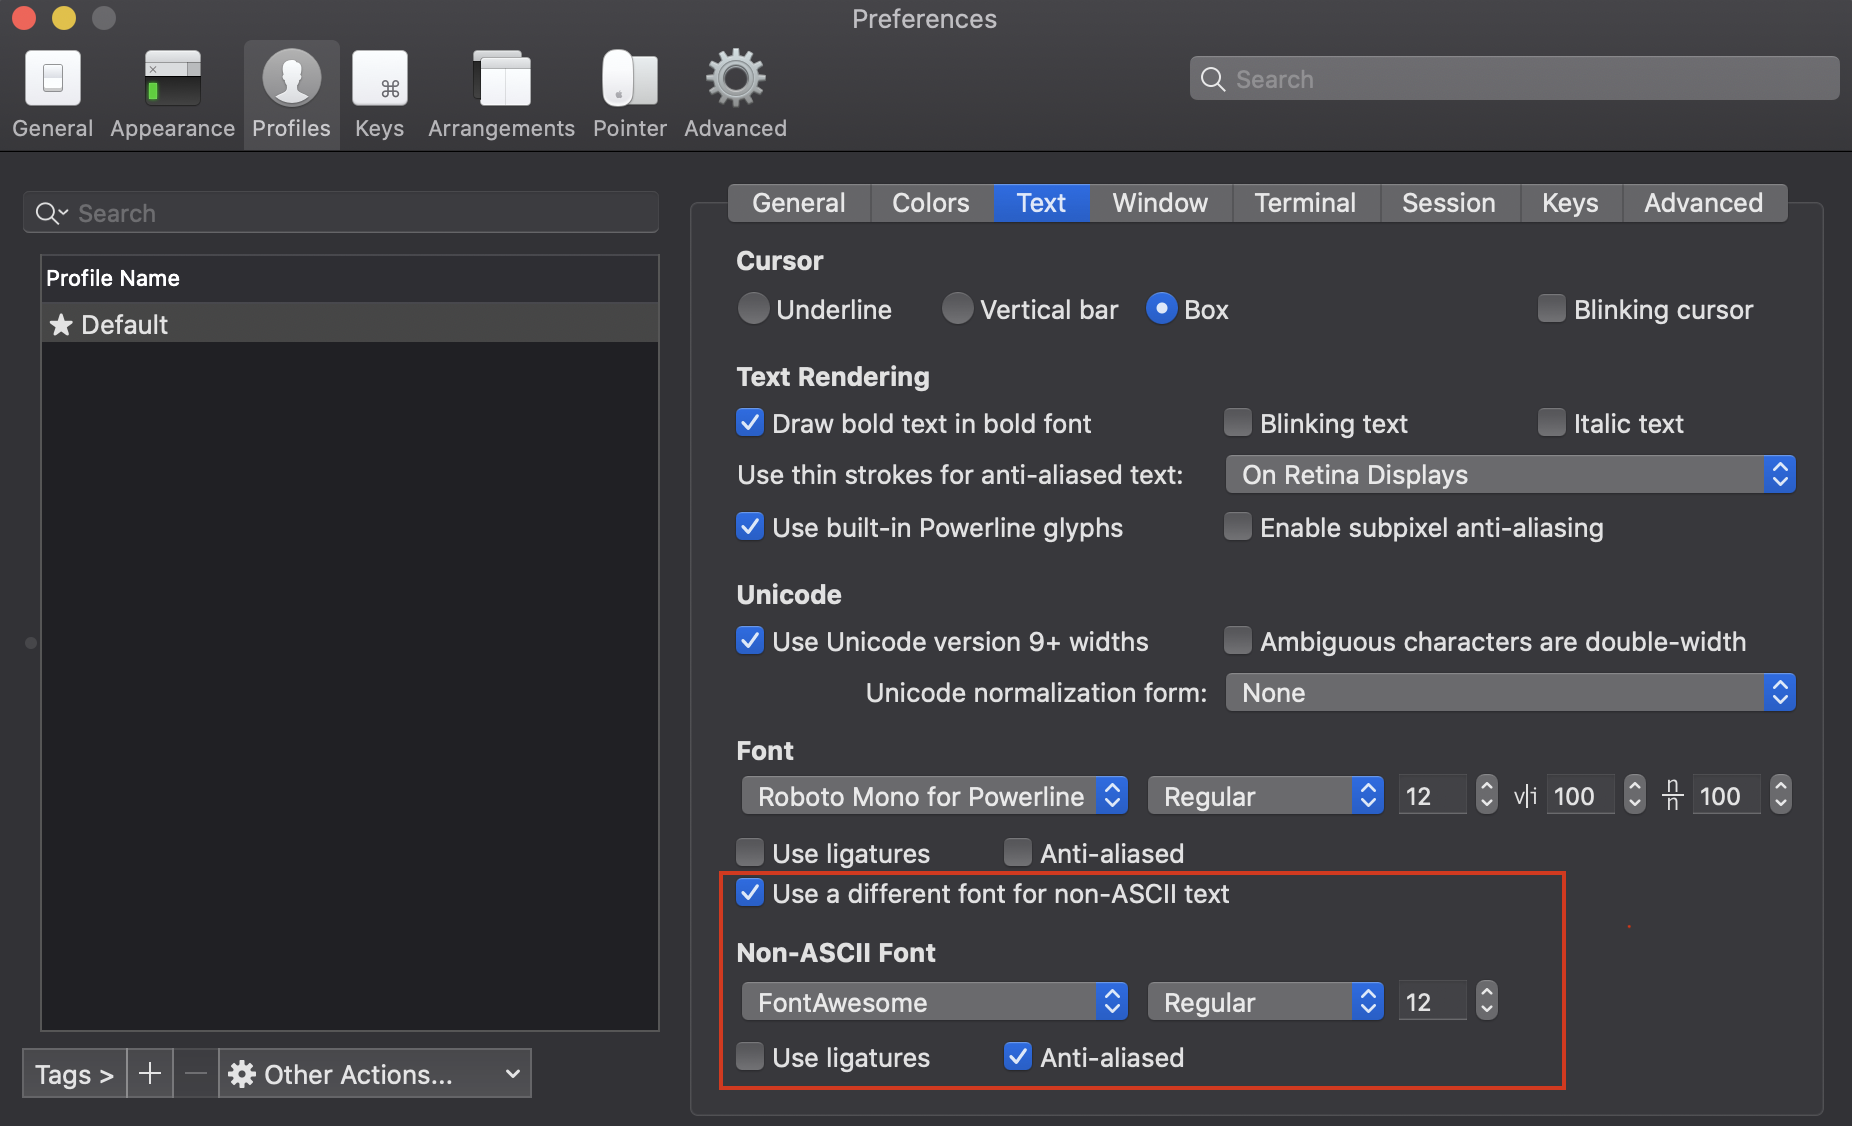 Preferences
General Appearance Profiles Keys Arrangements Pointer Advanced
Search
Search
Profile Name
Default
Tags >
Other Actions...
General Colors Text Window Terminal Session Keys Advanced
Cursor
Underline Vertical bar Box Blinking cursor
Text Rendering
Draw bold text in bold font Blinking text Italic text
Use thin strokes for anti-aliased text: On Retina Displays
Use built-in Powerline glyphs Enable subpixel anti-aliasing
Unicode
Use Unicode version 9+ widths Ambiguous characters are double-width
Unicode normalization form: None
Font
Roboto Mono for Powerline Regular 12 v|i 100 n/n 100
Use ligatures Anti-aliased
Use a different font for non-ASCII text
Non-ASCII Font
FontAwesome Regular 12
Use ligatures Anti-aliased